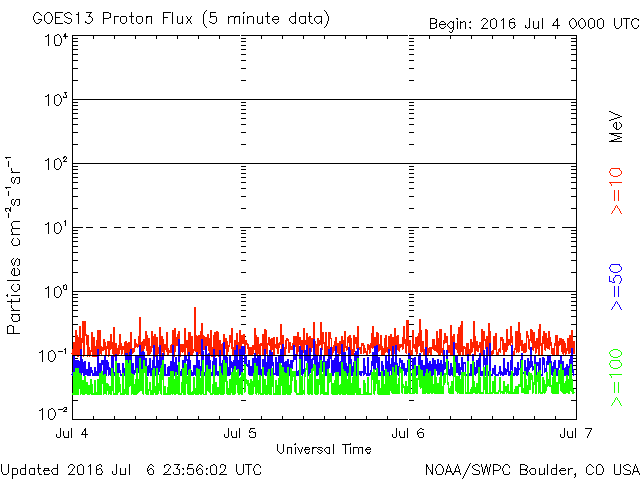 GOES13 Proton Flux (5 minute data)
Begin: 2016 Jul 4 0000 UTC
10⁴
10³
10²
10¹
10⁰
10⁻¹
10⁻²
Particles cm⁻²s⁻¹sr⁻¹
MeV
>=10
>=50
>=100
Jul 4
Jul 5
Jul 6
Jul 7
Universal Time
Updated 2016 Jul 6 23:56:02 UTC
NOAA/SWPC Boulder, CO USA